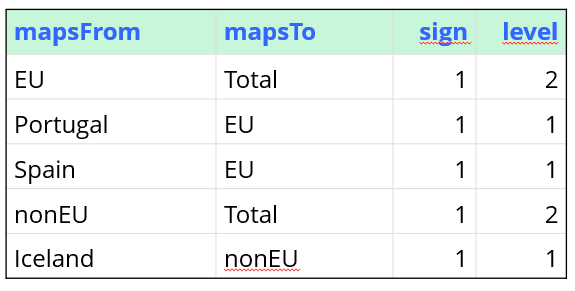 mapsFrom mapsTo sign level
EU Total 1 2
Portugal EU 1 1
Spain EU 1 1
nonEU Total 1 2
Iceland nonEU 1 1